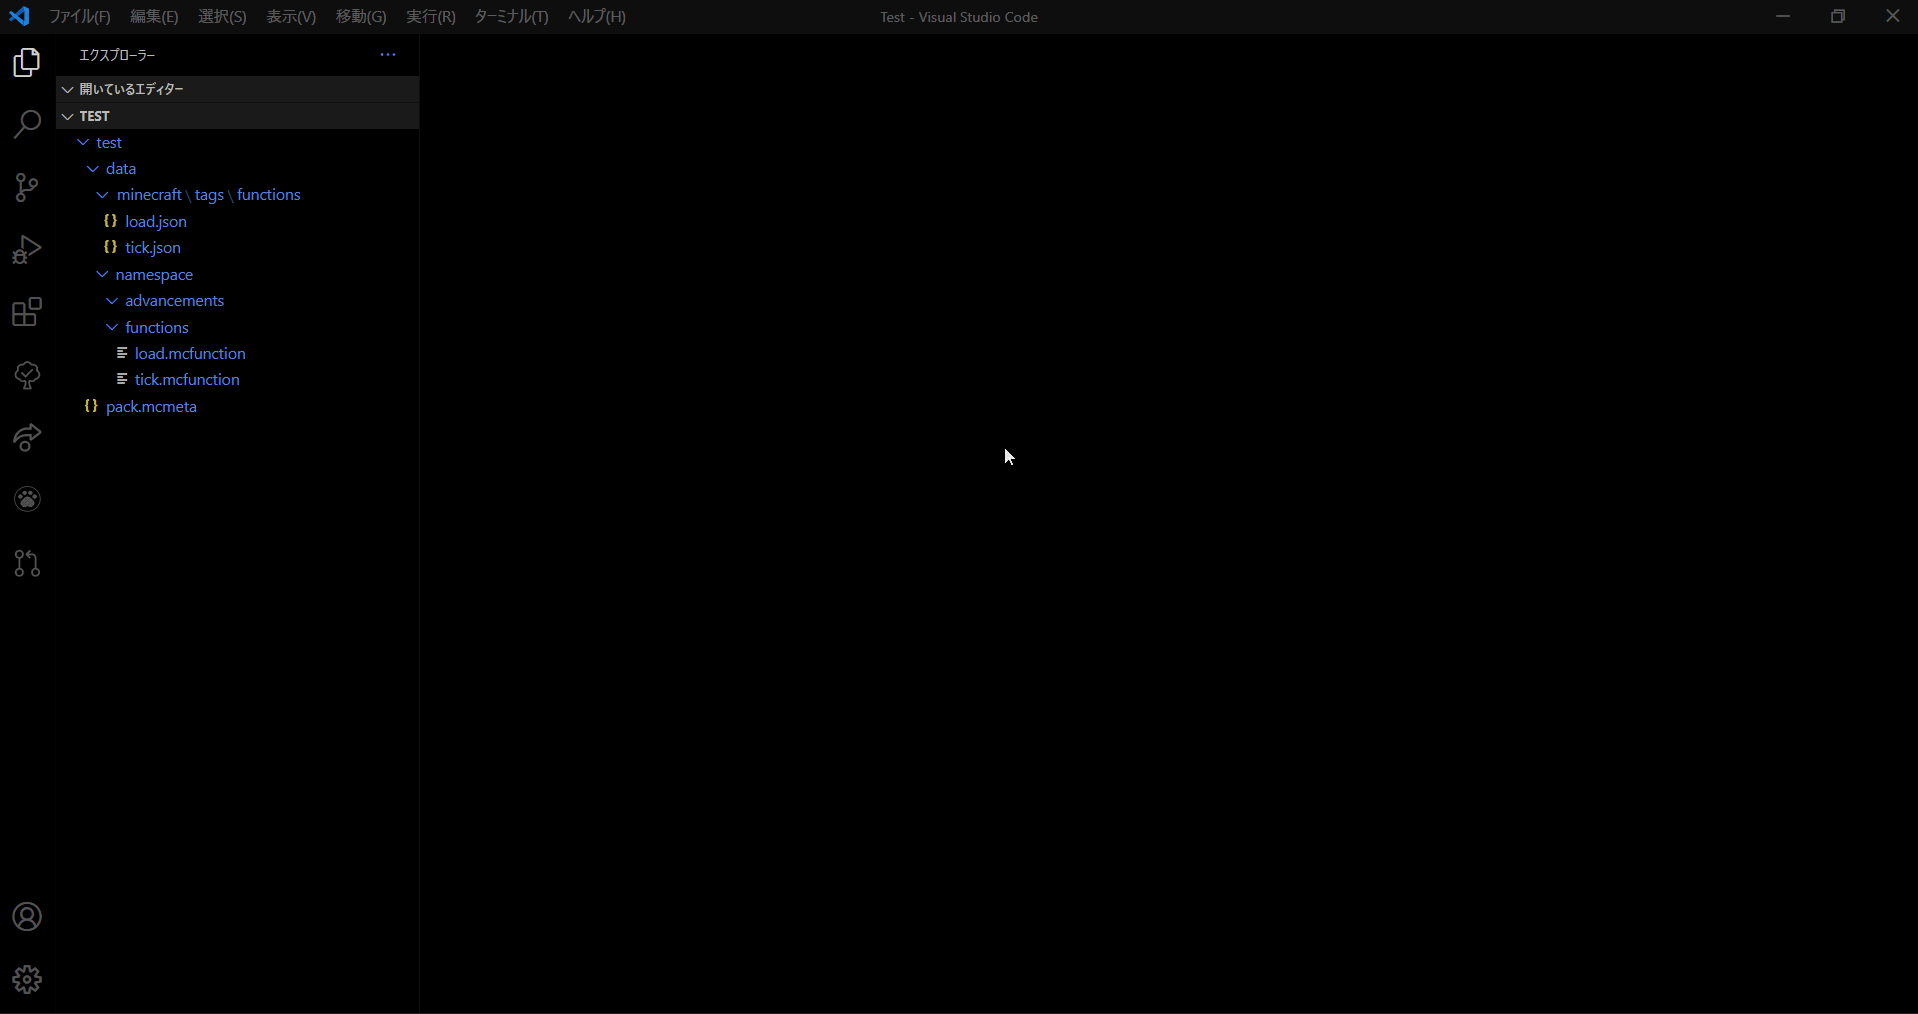 ファイル(F) 編集(E) 選択(S) 表示(V) 移動(G) 実行(R) ターミナル(T) ヘルプ(H) Test - Visual Studio Code
エクスプローラー
開いているエディター
TEST
test
data
minecraft \ tags \ functions
{} load.json
{} tick.json
namespace
advancements
functions
load.mcfunction
tick.mcfunction
{} pack.mcmeta